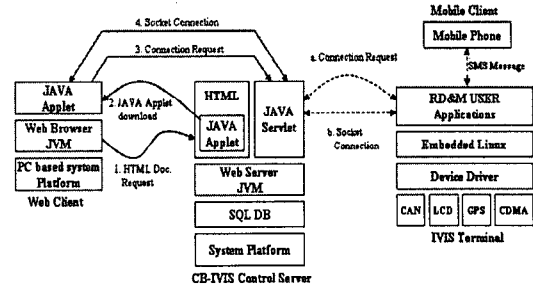 4. Socket Connection
3. Connection Request
JAVA
Applet
Web Browser
JVM
PC based system
Platform
Web Client
2. JAVA Applet
download
1. HTML Doc.
Request
HTML
JAVA
Applet
JAVA
Servlet
Web Server
JVM
SQL DB
System Platform
CB-IVIS Control Server
a. Connection Request
b. Socket
Connection
Mobile Client
Mobile Phone
SMS Message
RD&M USER
Applications
Embedded Linux
Device Driver
CAN
LCD
GPS
CDMA
IVIS Terminal